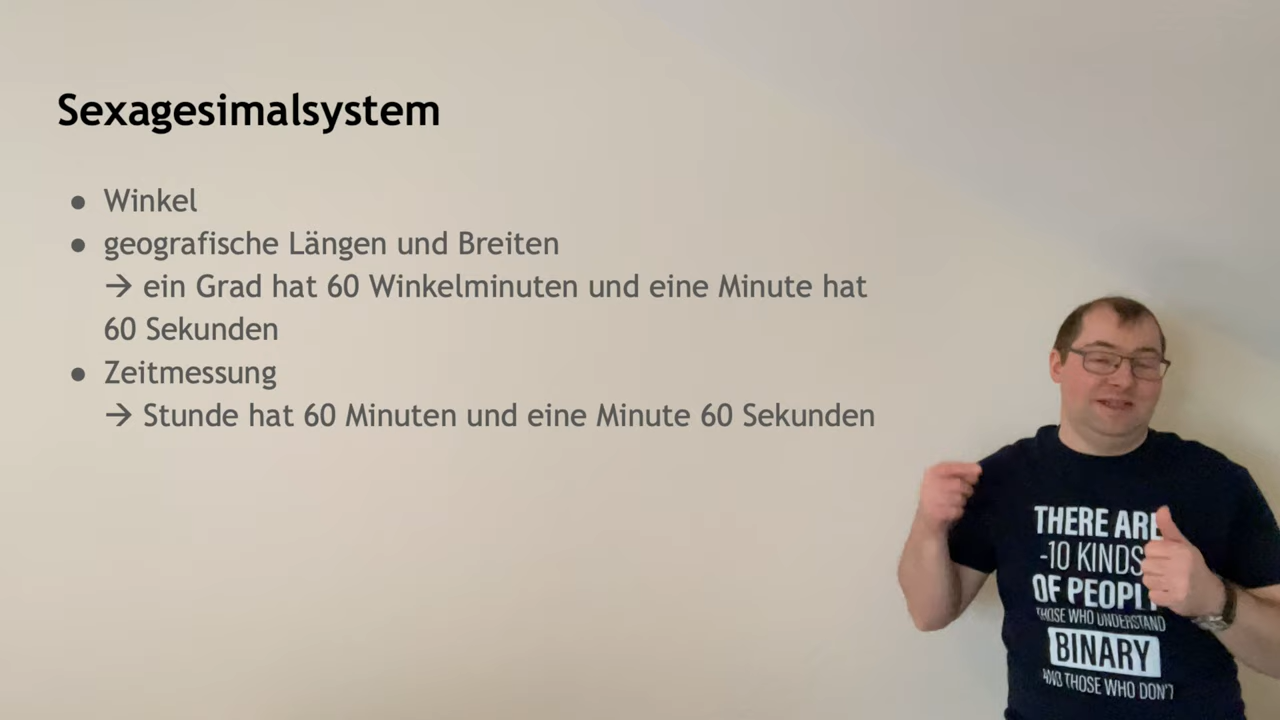 Sexagesimalsystem
● Winkel
● geografische Längen und Breiten
→ ein Grad hat 60 Winkelminuten und eine Minute hat
60 Sekunden
● Zeitmessung
→ Stunde hat 60 Minuten und eine Minute 60 Sekunden
THERE ARE
-10 KINDS
OF PEOPL
THOSE WHO UNDERSTAND
BINARY
AND THOSE WHO DON'T